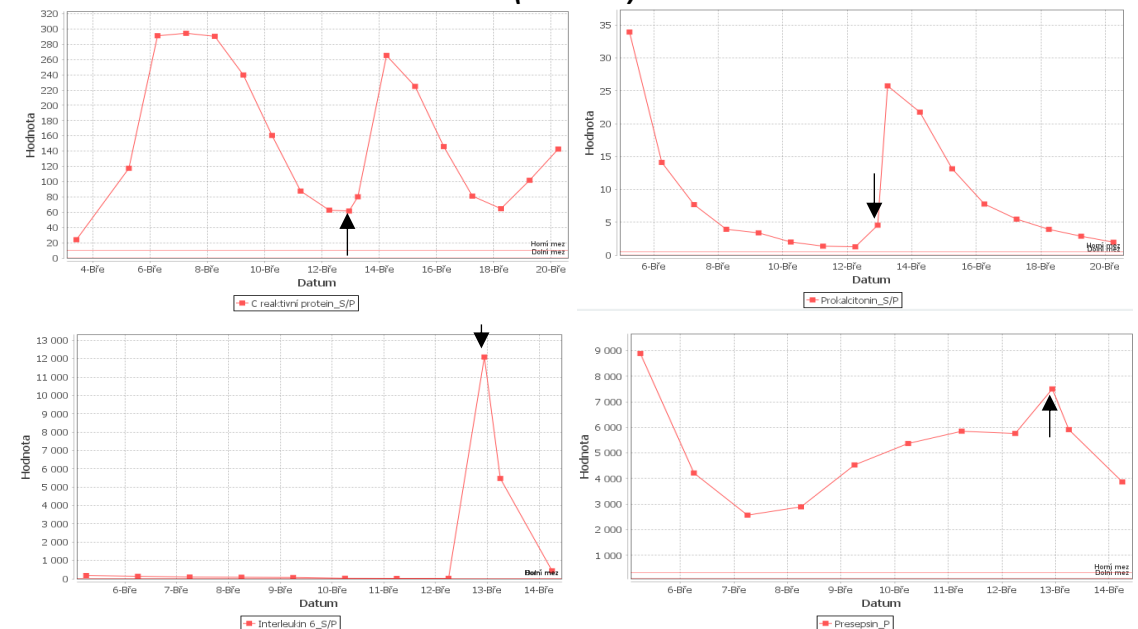 320
300
280
260
240
220
200
180
160
140
120
100
80
60
40
20
0
Hodnota
Horní mez
Dolní mez
4-Bře 6-Bře 8-Bře 10-Bře 12-Bře 14-Bře 16-Bře 18-Bře 20-Bře
Datum
C reaktivní protein_S/P
35
30
25
20
15
10
5
0
Hodnota
Horní mez
Dolní mez
6-Bře 8-Bře 10-Bře 12-Bře 14-Bře 16-Bře 18-Bře 20-Bře
Datum
Prokalcitonin_S/P
13 000
12 000
11 000
10 000
9 000
8 000
7 000
6 000
5 000
4 000
3 000
2 000
1 000
0
Hodnota
6-Bře 7-Bře 8-Bře 9-Bře 10-Bře 11-Bře 12-Bře 13-Bře 14-Bře
Datum
Interleukin 6_S/P
9 000
8 000
7 000
6 000
5 000
4 000
3 000
2 000
1 000
Hodnota
Horní mez
Dolní mez
6-Bře 7-Bře 8-Bře 9-Bře 10-Bře 11-Bře 12-Bře 13-Bře 14-Bře
Datum
Presepsin_P